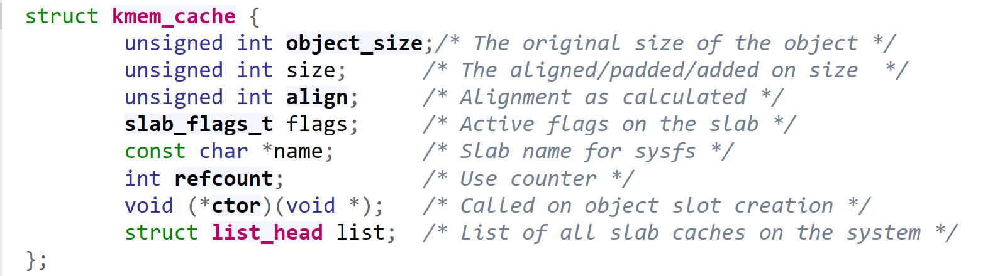 struct kmem_cache {
        unsigned int object_size;/* The original size of the object */
        unsigned int size;      /* The aligned/padded/added on size  */
        unsigned int align;     /* Alignment as calculated */
        slab_flags_t flags;     /* Active flags on the slab */
        const char *name;       /* Slab name for sysfs */
        int refcount;           /* Use counter */
        void (*ctor)(void *);   /* Called on object slot creation */
        struct list_head list;  /* List of all slab caches on the system */
};